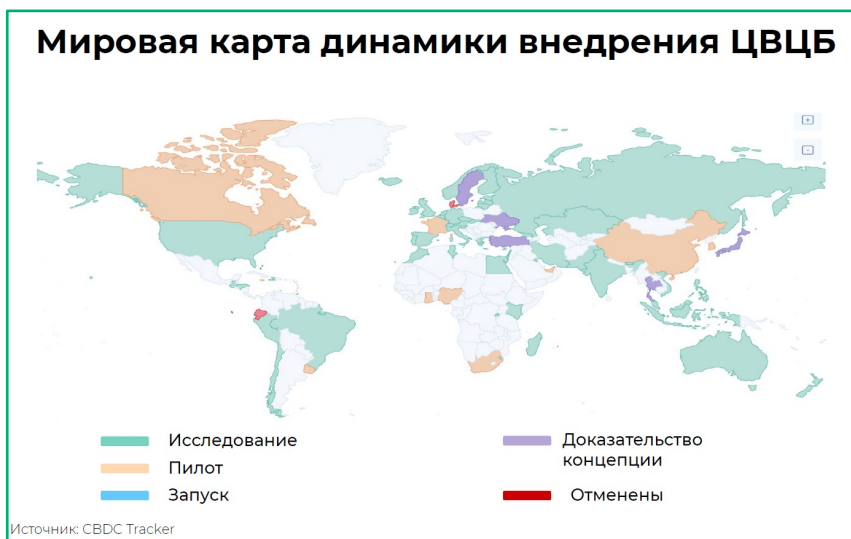 Мировая карта динамики внедрения ЦВЦБ
Исследование
Пилот
Запуск
Доказательство
концепции
Отменены
Источник: CBDC Tracker